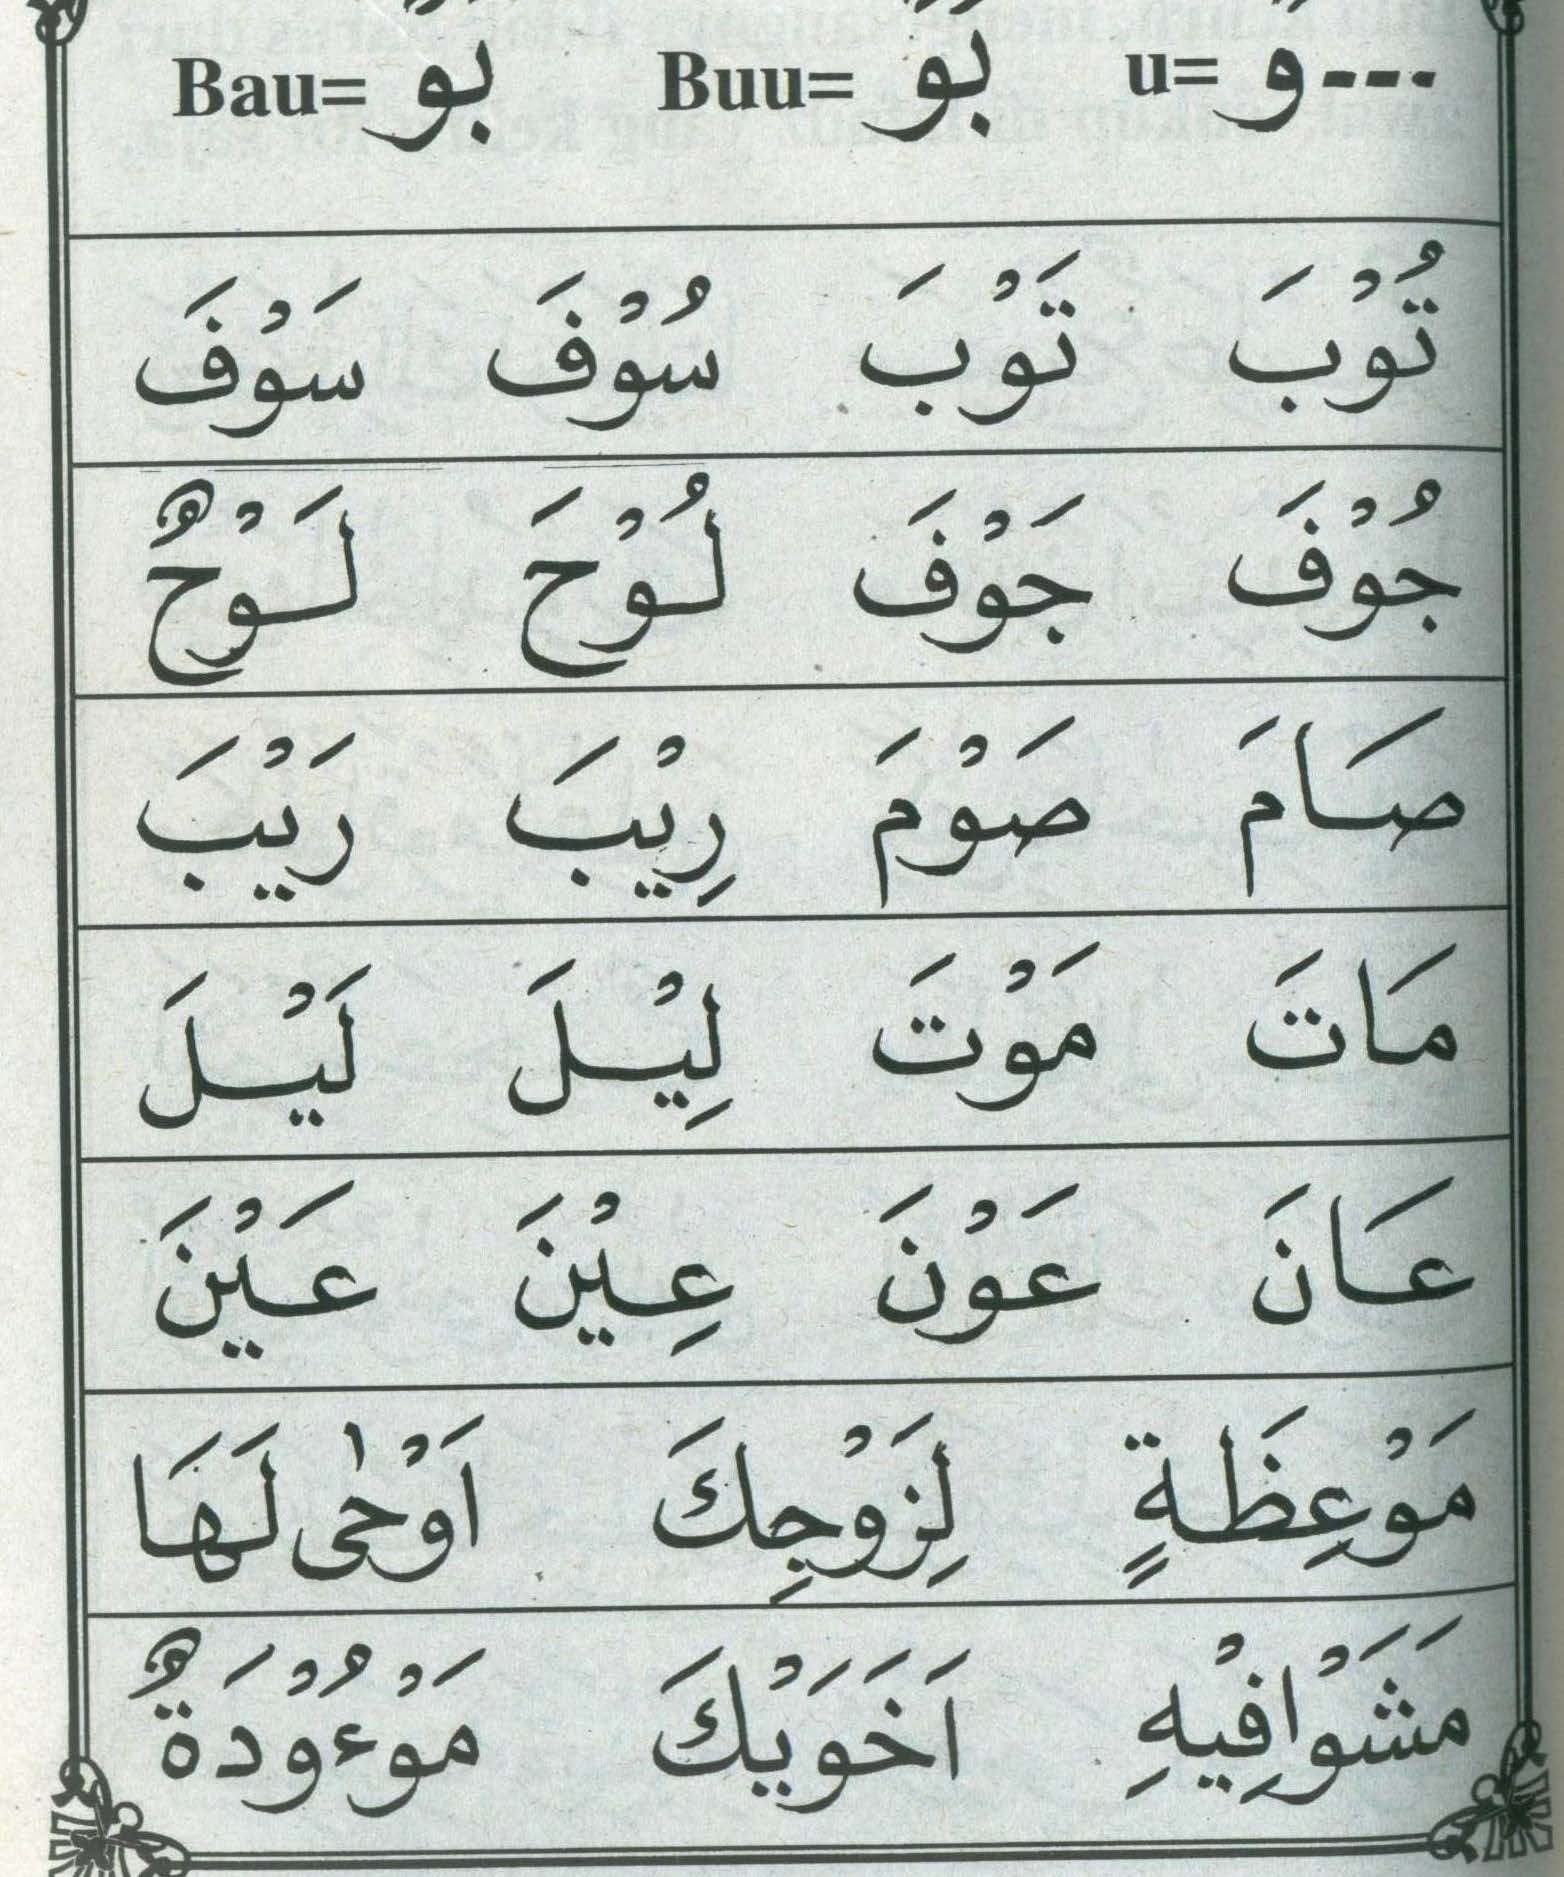 ---وْ =u بُوْ =Buu بَوْ =Bau
تُوْبَ تَوْبَ سُوْفَ سَوْفَ
جُوْفَ جَوْفَ لُوْحَ لَوْحٌ
صَامَ صَوْمَ رِيْبَ رَيْبَ
مَاتَ مَوْتَ لِيْلَ لَيْلَ
عَانَ عَوْنَ عِيْنَ عَيْنَ
مَوْعِظَةٍ لِزَوْجِكَ اَوْحٰى لَهَا
مَشَوْافِيْهِ اَخَوَيْكَ مَوْءُوْدَةٌ